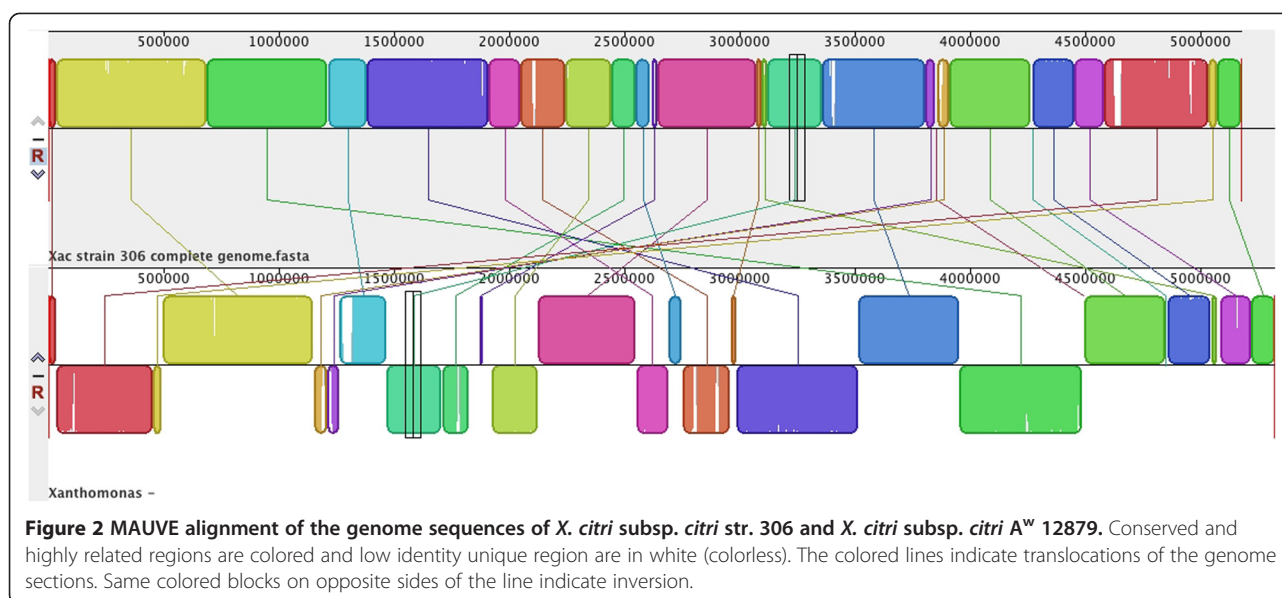 500000 1000000 1500000 2000000 2500000 3000000 3500000 4000000 4500000 5000000
R
Xac strain 306 complete genome.fasta
500000 1000000 1500000 2000000 2500000 3000000 3500000 4000000 4500000 5000000
R
Xanthomonas –
Figure 2 MAUVE alignment of the genome sequences of X. citri subsp. citri str. 306 and X. citri subsp. citri Aʷ 12879. Conserved and
highly related regions are colored and low identity unique region are in white (colorless). The colored lines indicate translocations of the genome
sections. Same colored blocks on opposite sides of the line indicate inversion.